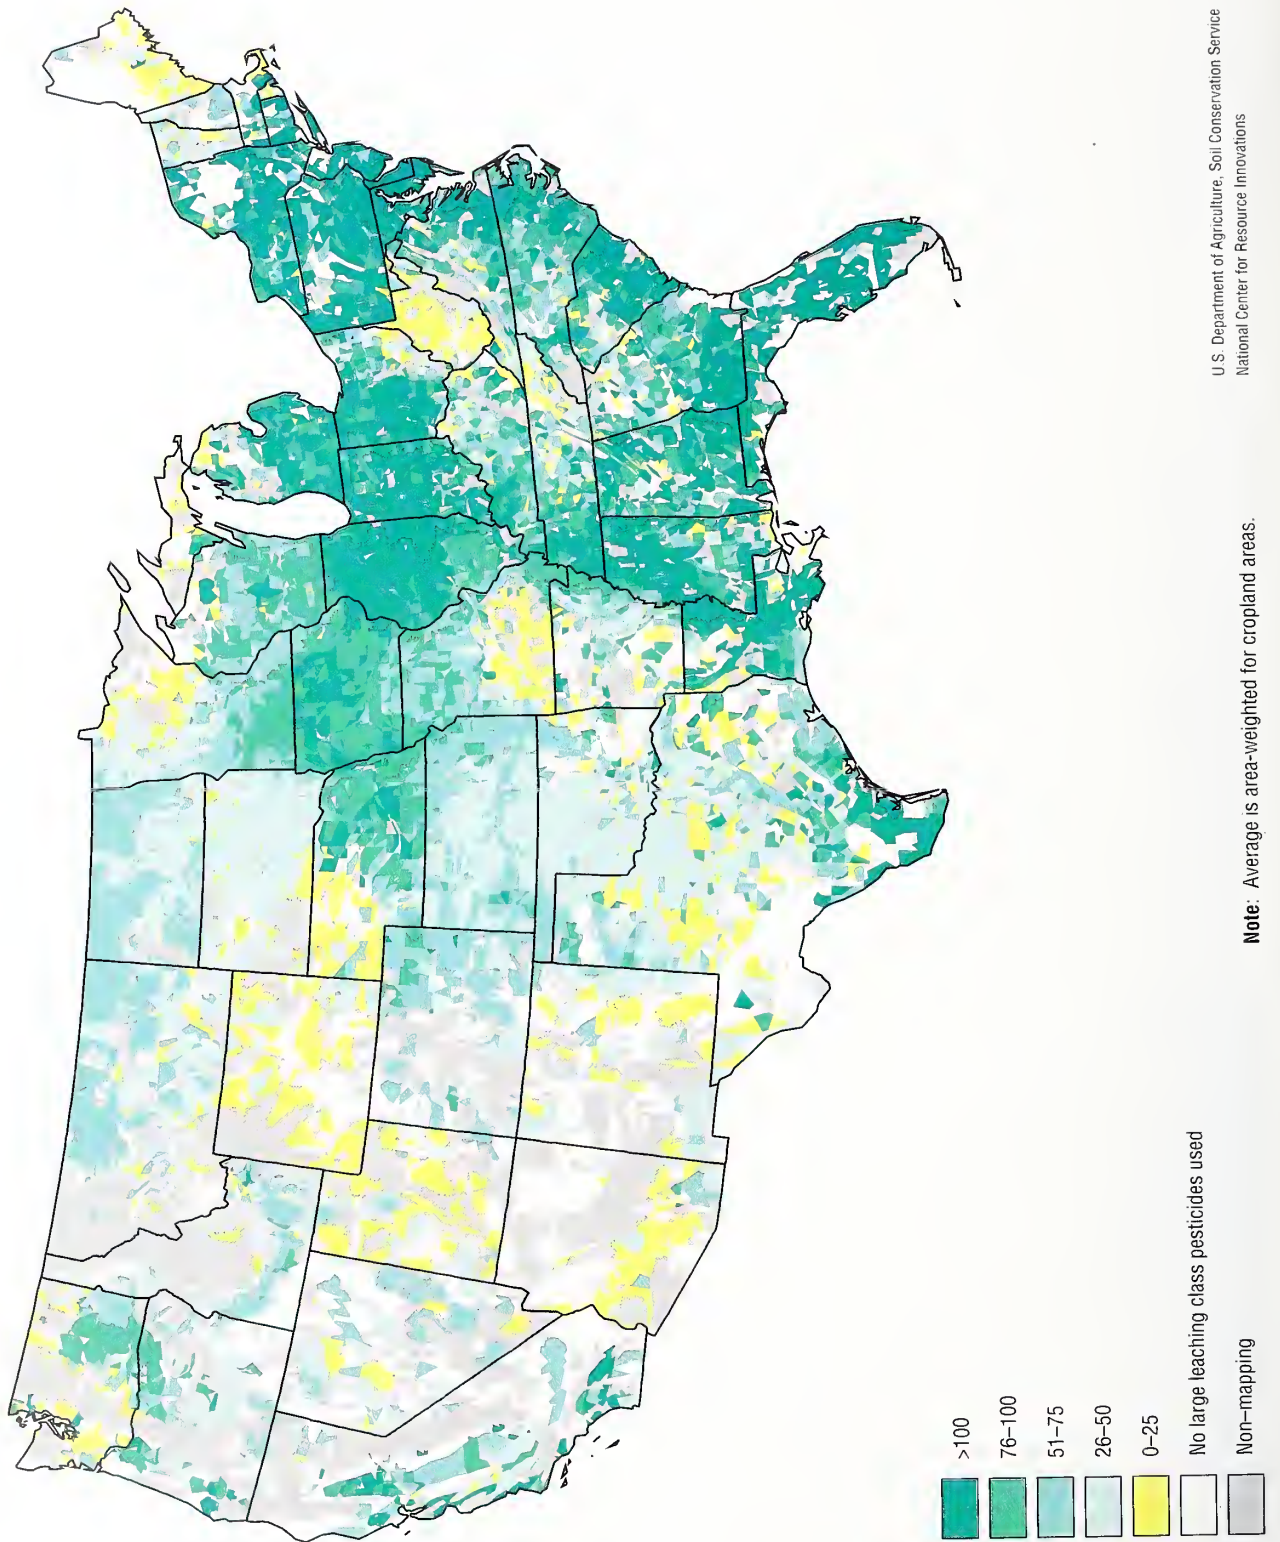 >100
76–100
51–75
26–50
0–25
No large leaching class pesticides used
Non–mapping
Note: Average is area-weighted for cropland areas.
U.S. Department of Agriculture, Soil Conservation Service
National Center for Resource Innovations